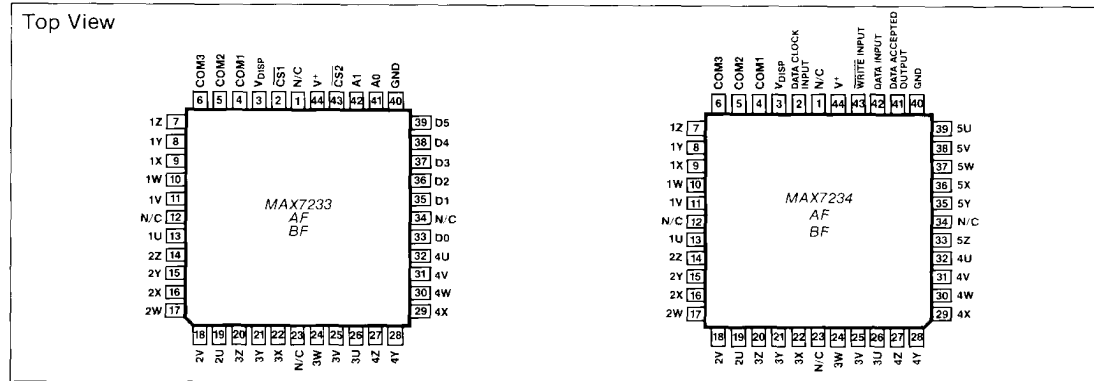 Top View
COM3 COM2 COM1 VDISP CS1 N/C V+ CS2 A1 A0 GND
6 5 4 3 2 1 44 43 42 41 40
1Z 7
1Y 8
1X 9
1W 10
1V 11
N/C 12
1U 13
2Z 14
2Y 15
2X 16
2W 17
MAX7233
AF
BF
39 D5
38 D4
37 D3
36 D2
35 D1
34 N/C
33 D0
32 4U
31 4V
30 4W
29 4X
18 19 20 21 22 23 24 25 26 27 28
2V 2U 3Z 3Y 3X N/C 3W 3V 3U 4Z 4Y
COM3 COM2 COM1 VDISP DATA CLOCK INPUT N/C V+ WRITE INPUT DATA INPUT DATA ACCEPTED OUTPUT GND
6 5 4 3 2 1 44 43 42 41 40
1Z 7
1Y 8
1X 9
1W 10
1V 11
N/C 12
1U 13
2Z 14
2Y 15
2X 16
2W 17
MAX7234
AF
BF
39 5U
38 5V
37 5W
36 5X
35 5Y
34 N/C
33 5Z
32 4U
31 4V
30 4W
29 4X
18 19 20 21 22 23 24 25 26 27 28
2V 2U 3Z 3Y 3X N/C 3W 3V 3U 4Z 4Y